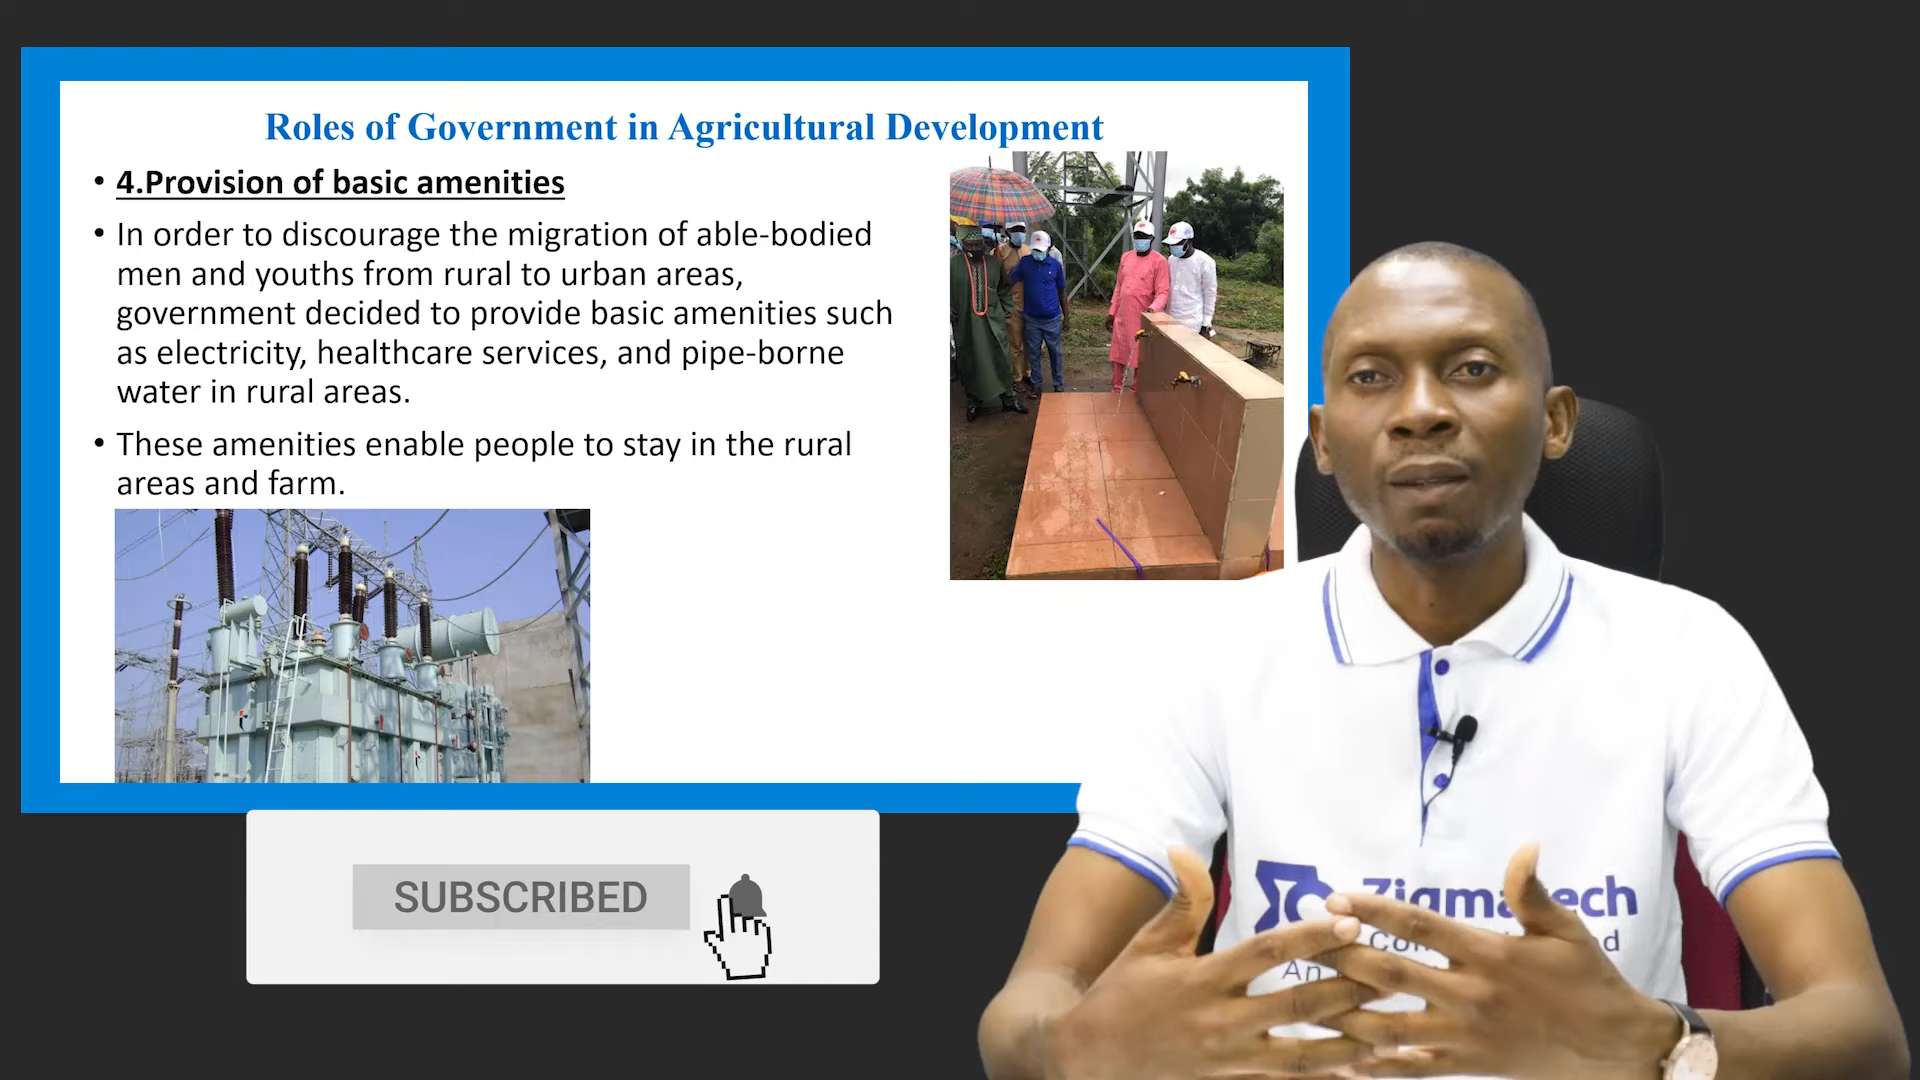 Roles of Government in Agricultural Development
• 4.Provision of basic amenities
• In order to discourage the migration of able-bodied
men and youths from rural to urban areas,
government decided to provide basic amenities such
as electricity, healthcare services, and pipe-borne
water in rural areas.
• These amenities enable people to stay in the rural
areas and farm.
SUBSCRIBED
An